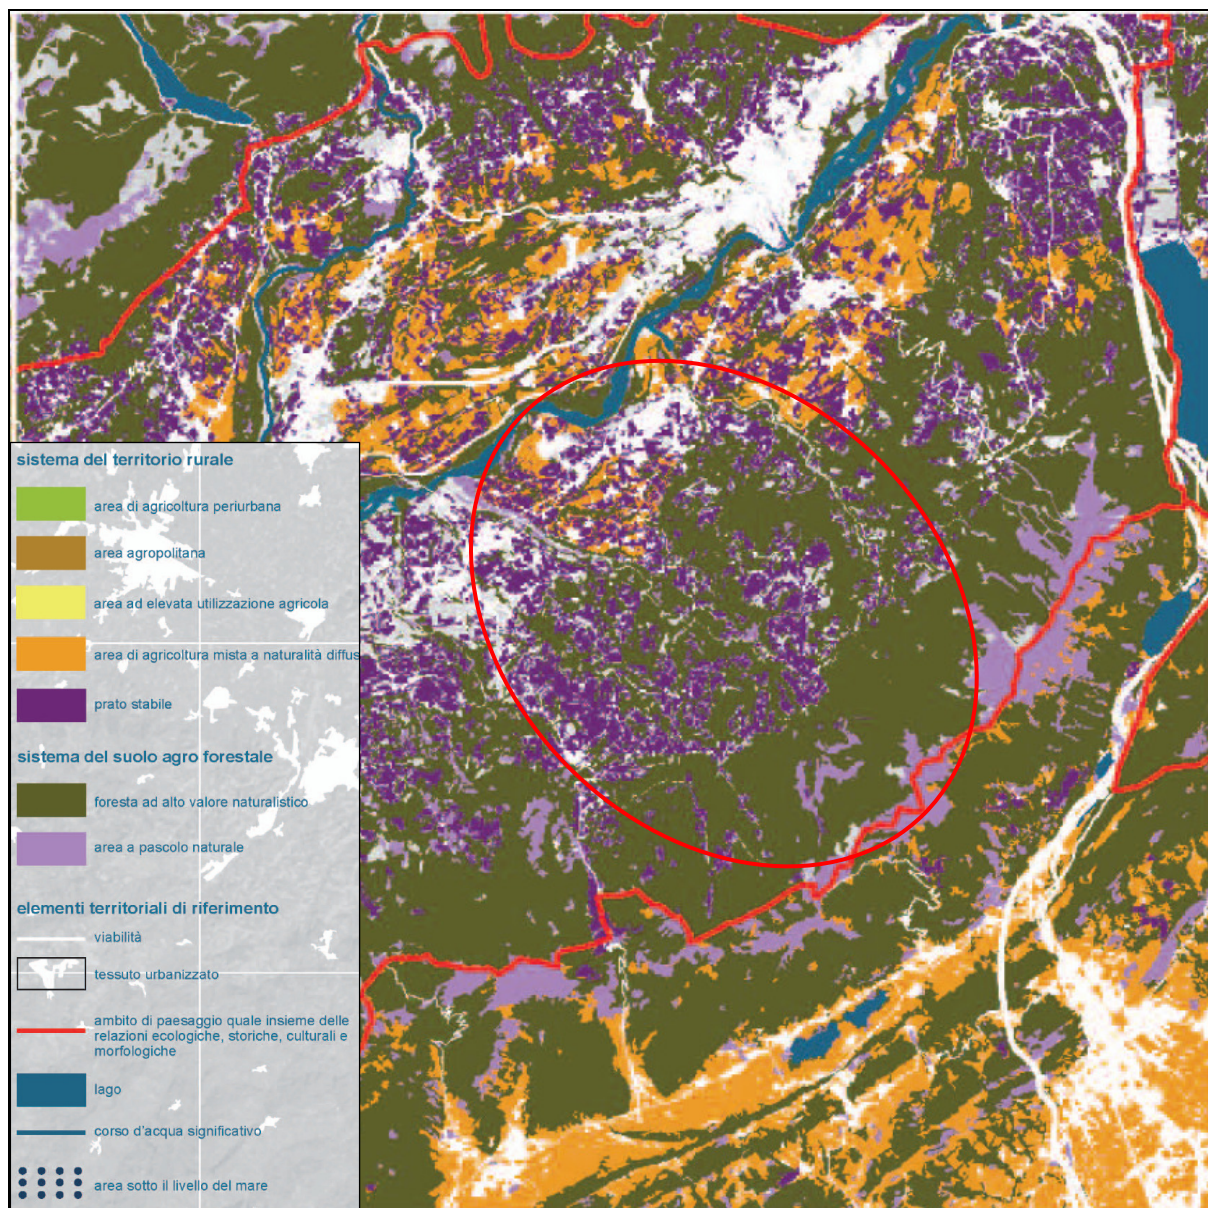 sistema del territorio rurale
area di agricoltura periurbana
area agropolitana
area ad elevata utilizzazione agricola
area di agricoltura mista a naturalità diffus
prato stabile
sistema del suolo agro forestale
foresta ad alto valore naturalistico
area a pascolo naturale
elementi territoriali di riferimento
viabilità
tessuto urbanizzato
ambito di paesaggio quale insieme delle
relazioni ecologiche, storiche, culturali e
morfologiche
lago
corso d'acqua significativo
area sotto il livello del mare